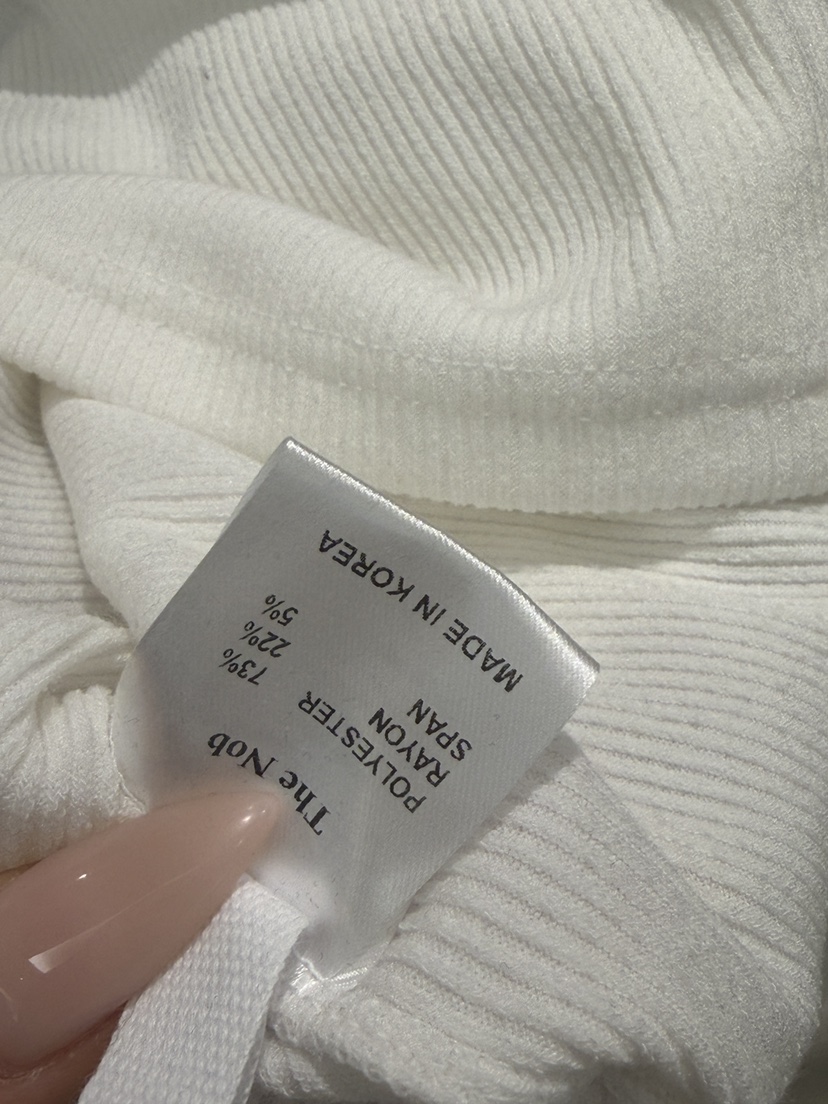 The Nob
POLYESTER 73%
RAYON 22%
SPAN 5%
MADE IN KOREA